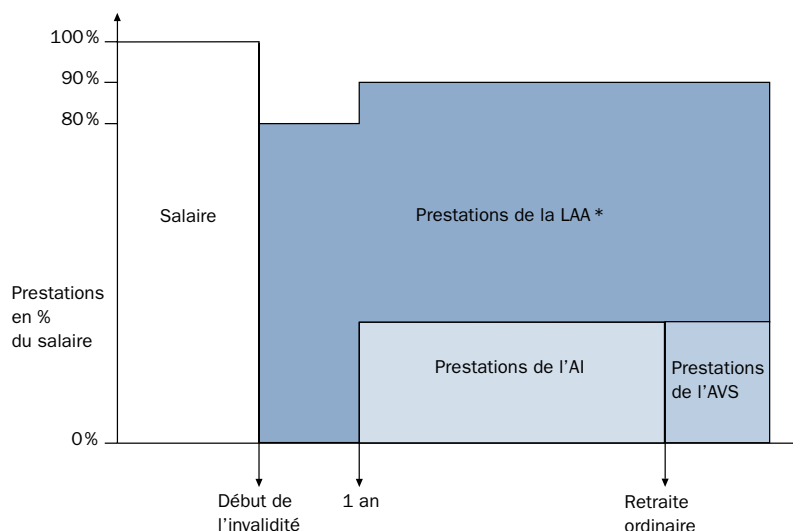 100%
90%
80%
Salaire
Prestations de la LAA *
Prestations
en %
du salaire
Prestations de l'AI
Prestations
de l'AVS
0%
Début de
l'invalidité
1 an
Retraite
ordinaire